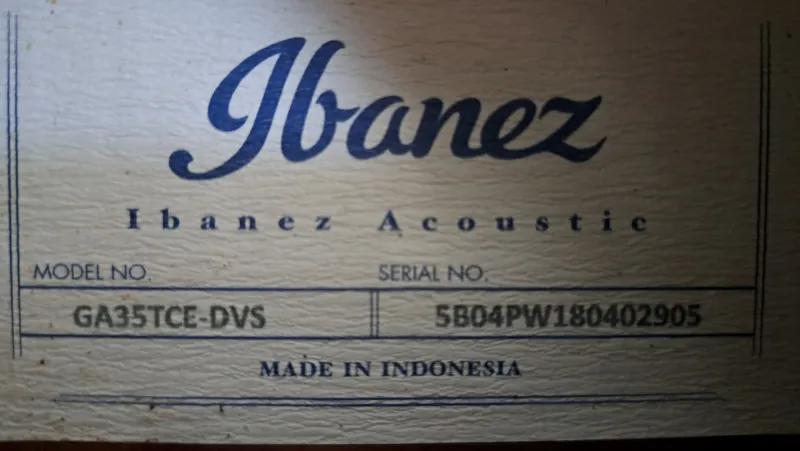 Ibanez
Ibanez Acoustic
MODEL NO. SERIAL NO.
GA35TCE-DVS 5B04PW180402905
MADE IN INDONESIA